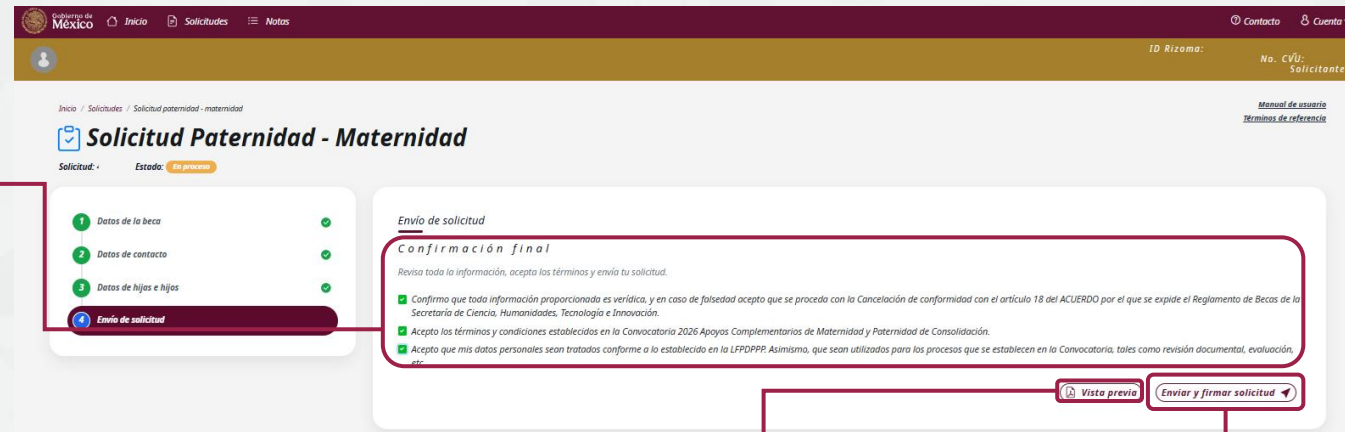 Gobierno de México Inicio Solicitudes Notas Contacto Cuenta
ID Rizoma:
No. CVU:
Solicitante
Inicio / Solicitudes / Solicitud paternidad - maternidad
Manual de usuario
Términos de referencia
Solicitud Paternidad - Maternidad
Solicitud: Estado: En proceso
1 Datos de la beca
2 Datos de contacto
3 Datos de hijas e hijos
4 Envío de solicitud
Envío de solicitud
Confirmación final
Revisa toda la información, acepta los términos y envía tu solicitud.
Confirmo que toda información proporcionada es verídica, y en caso de falsedad acepto que se proceda con la Cancelación de conformidad con el artículo 18 del ACUERDO por el que se expide el Reglamento de Becas de la
Secretaría de Ciencia, Humanidades, Tecnología e Innovación.
Acepto los términos y condiciones establecidos en la Convocatoria 2026 Apoyos Complementarios de Maternidad y Paternidad de Consolidación.
Acepto que mis datos personales sean tratados conforme a lo establecido en la LFPDPPP. Asimismo, que sean utilizados para los procesos que se establecen en la Convocatoria, tales como revisión documental, evaluación,
etc.
Vista previa Enviar y firmar solicitud